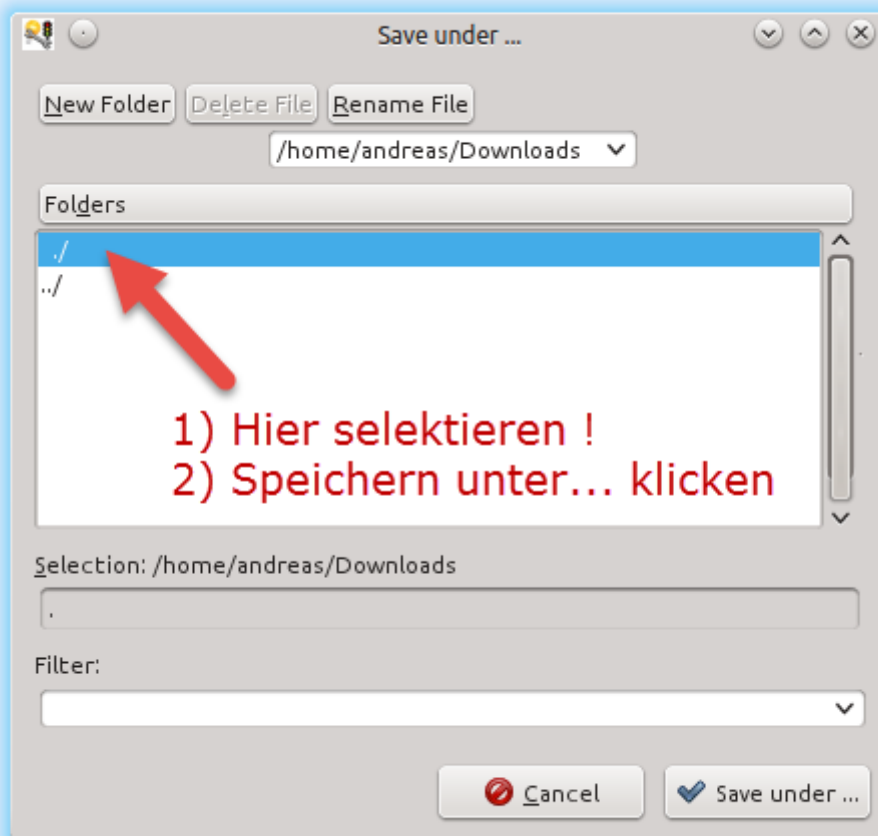 Save under ...
New Folder Delete File Rename File
/home/andreas/Downloads
Folders
./
../
1) Hier selektieren !
2) Speichern unter... klicken
Selection: /home/andreas/Downloads
.
Filter:
Cancel Save under ...